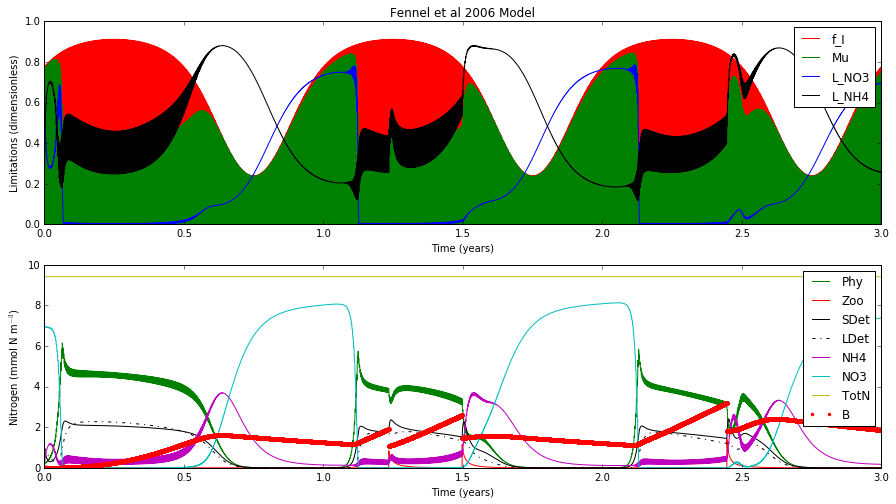 Fennel et al 2006 Model
Limitations (dimensionless)
1.0
0.8
0.6
0.4
0.2
0.0
f_I
Mu
L_NO3
L_NH4
0.0 0.5 1.0 1.5 2.0 2.5 3.0
Time (years)
Nitrogen (mmol N m⁻³)
10
8
6
4
2
0
Phy
Zoo
SDet
LDet
NH4
NO3
TotN
B
0.0 0.5 1.0 1.5 2.0 2.5 3.0
Time (years)